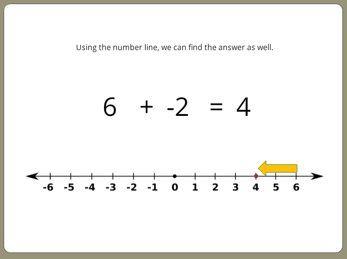 Using the number line, we can find the answer as well.
6 + -2 = 4
-6 -5 -4 -3 -2 -1 0 1 2 3 4 5 6